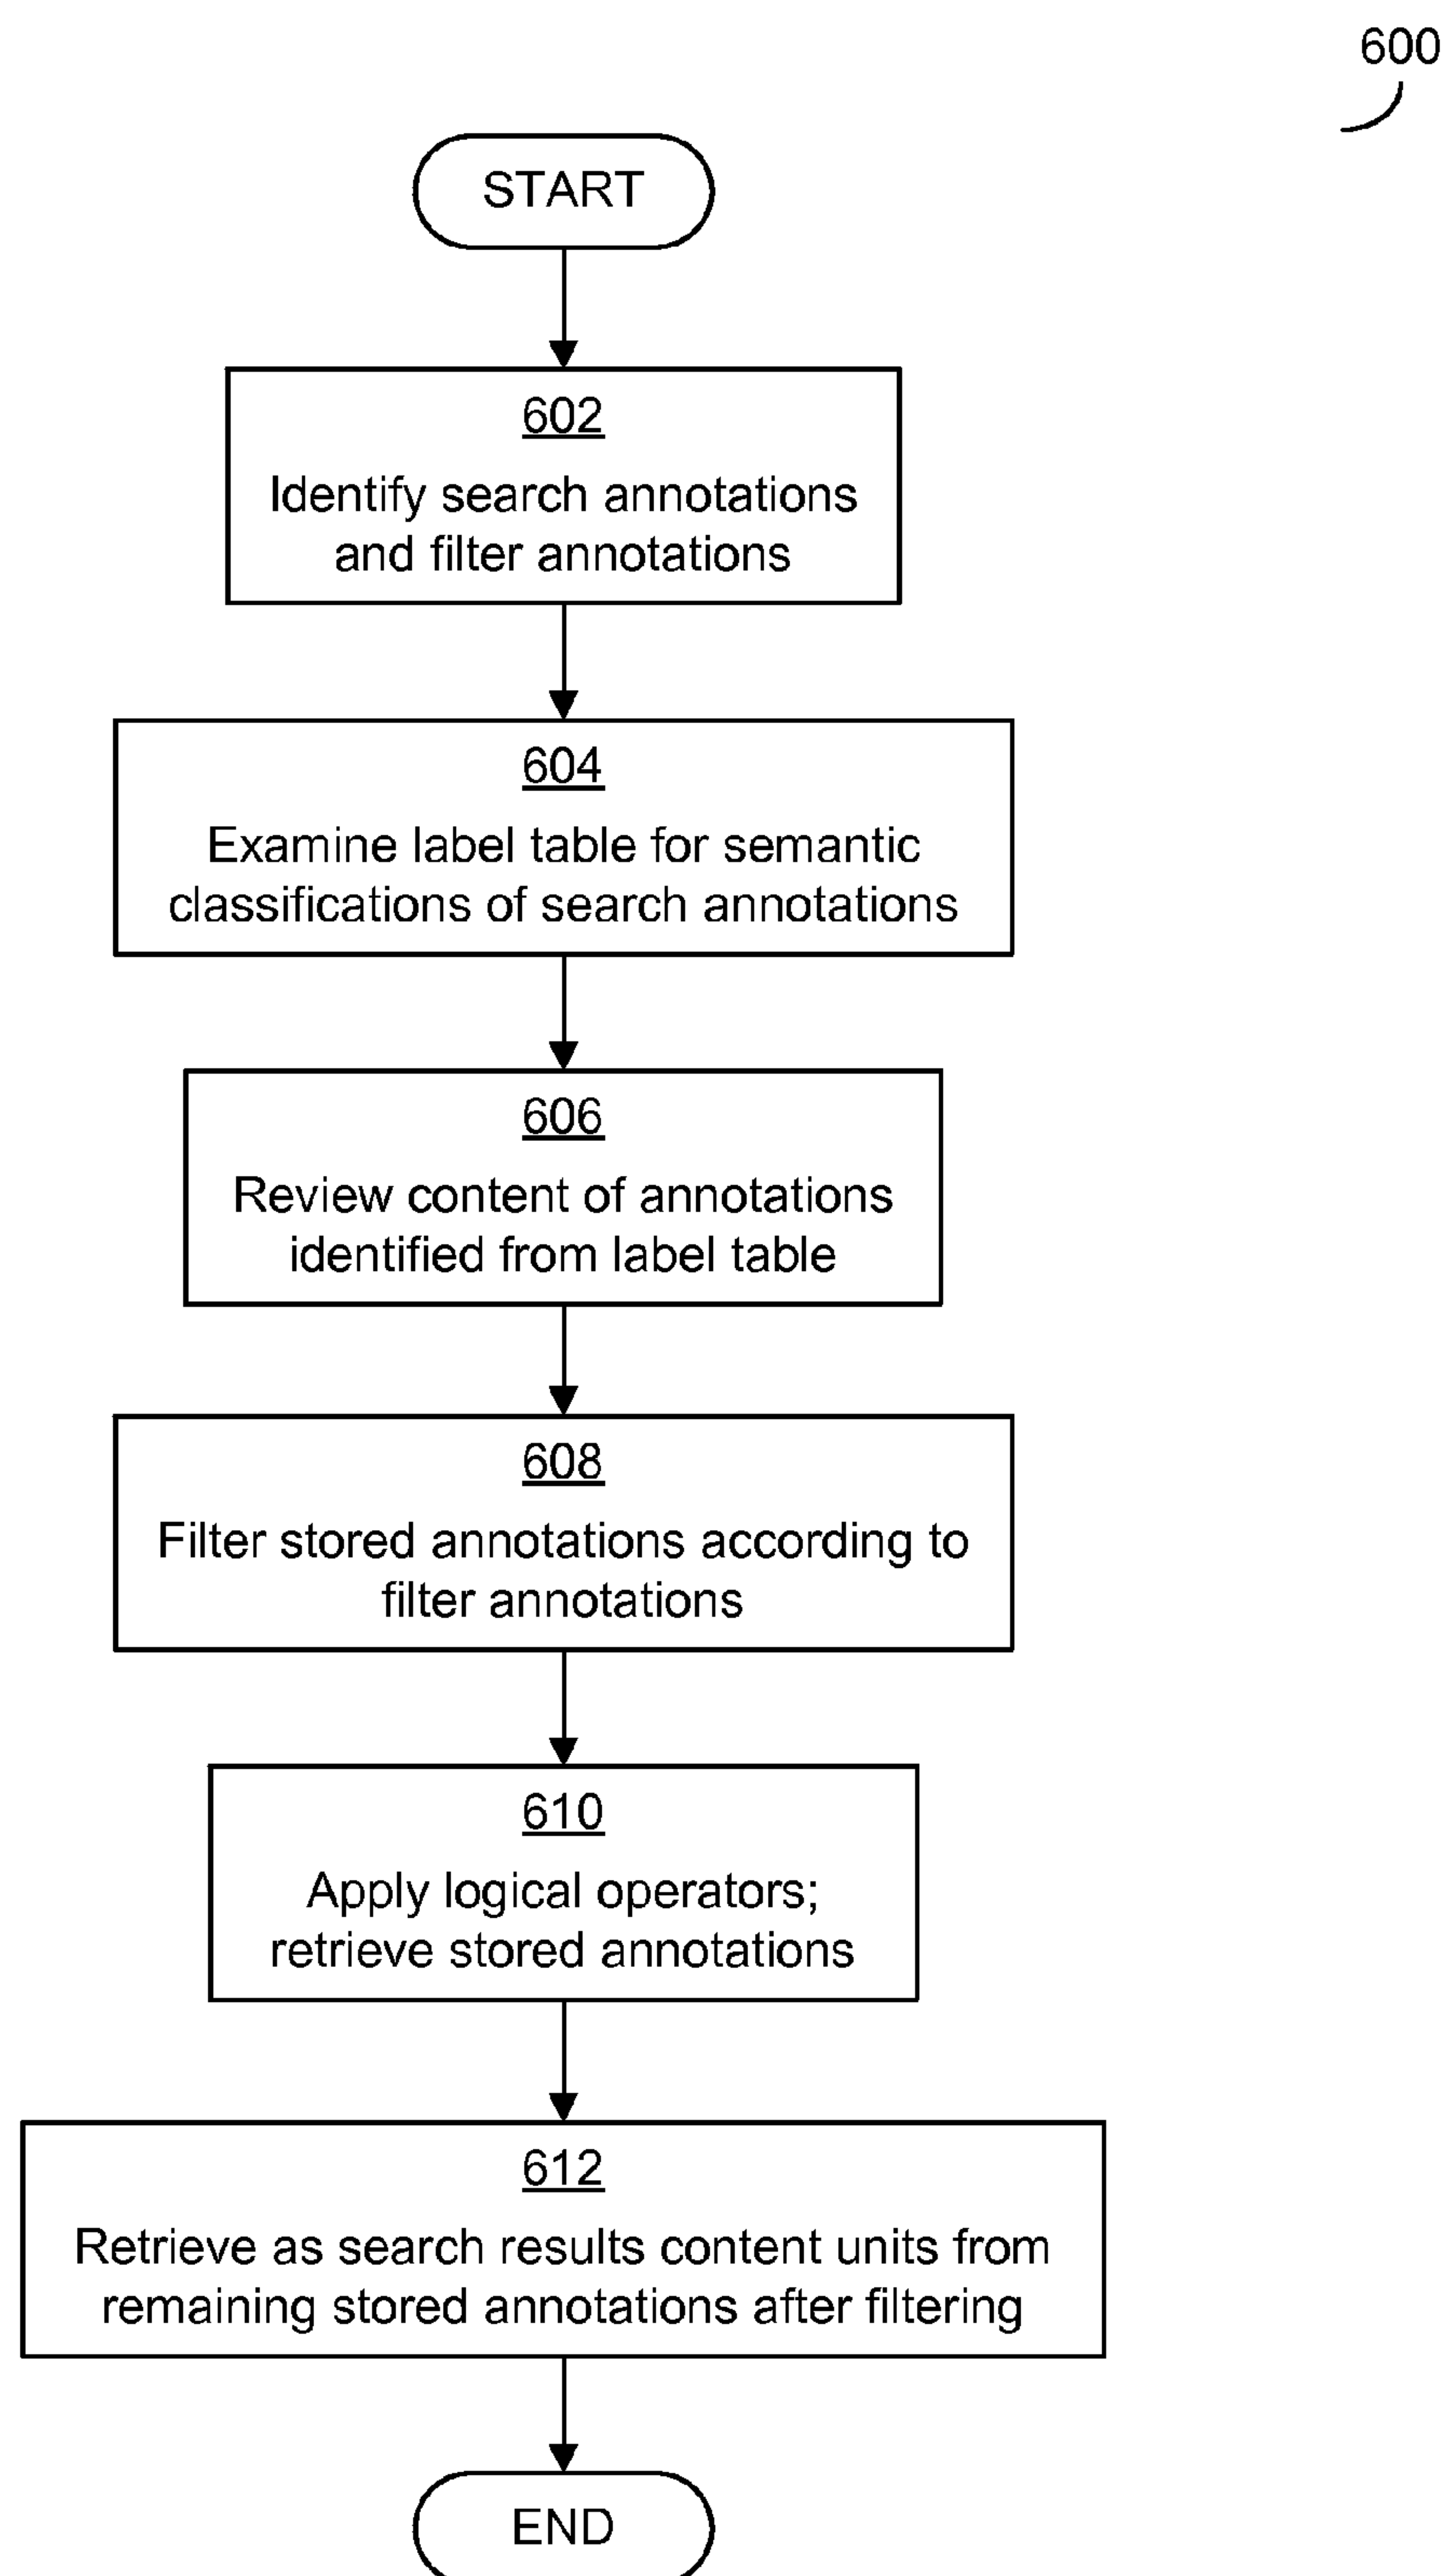 600
START
602
Identify search annotations
and filter annotations
604
Examine label table for semantic
classifications of search annotations
606
Review content of annotations
identified from label table
608
Filter stored annotations according to
filter annotations
610
Apply logical operators;
retrieve stored annotations
612
Retrieve as search results content units from
remaining stored annotations after filtering
END